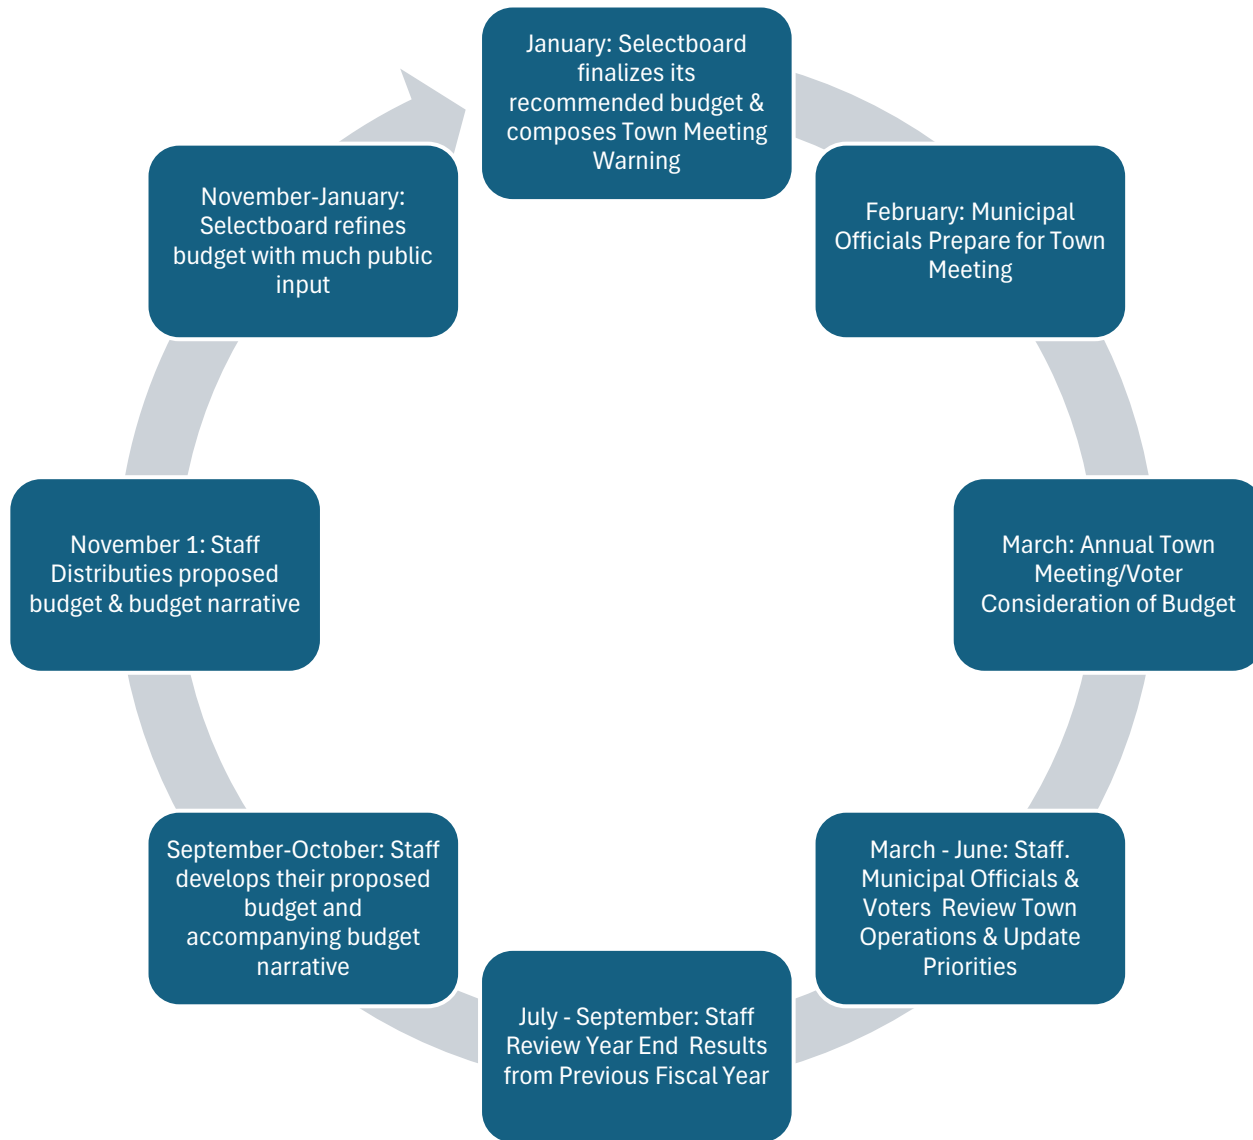 January: Selectboard
finalizes its
recommended budget &
composes Town Meeting
Warning
February: Municipal
Officials Prepare for Town
Meeting
March: Annual Town
Meeting/Voter
Consideration of Budget
March - June: Staff.
Municipal Officials &
Voters  Review Town
Operations & Update
Priorities
July - September: Staff
Review Year End  Results
from Previous Fiscal Year
September-October: Staff
develops their proposed
budget and
accompanying budget
narrative
November 1: Staff
Distributies proposed
budget & budget narrative
November-January:
Selectboard refines
budget with much public
input